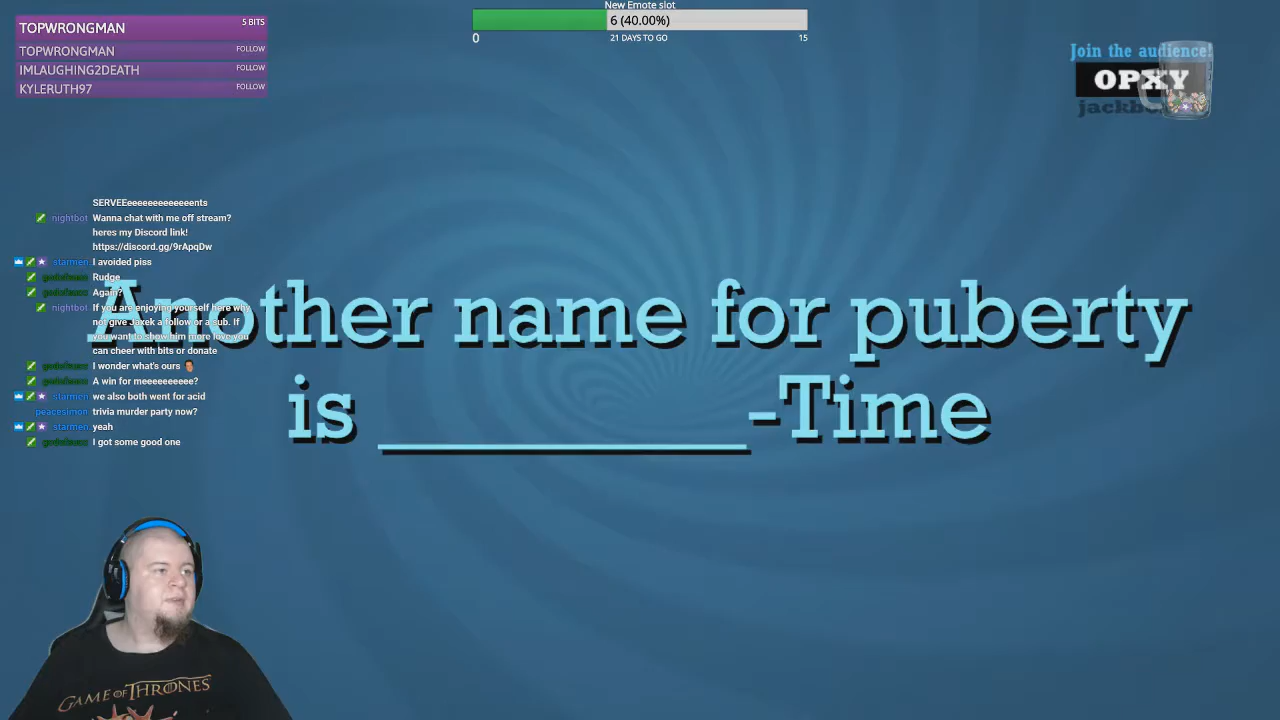 New Emote slot
6 (40.00%)
0
21 DAYS TO GO
15
TOPWRONGMAN
5 BITS
TOPWRONGMAN
FOLLOW
IMLAUGHING2DEATH
FOLLOW
KYLERUTH97
FOLLOW
Join the audience!
OPXY
SERVEEeeeeeeeeeeeeents
nightbot Wanna chat with me off stream?
heres my Discord link!
https://discord.gg/9rApqDw
starmen. I avoided piss
Rudge
Again?
nightbot If you are enjoying yourself here why
not give Jaxek a follow or a sub. If
you want to show him more love you
can cheer with bits or donate
I wonder what's ours
A win for meeeeeeeeee?
starmen. we also both went for acid
peacesimon trivia murder party now?
starmen. yeah
I got some good one
Another name for puberty
is __________-Time
GAME OF THRONES